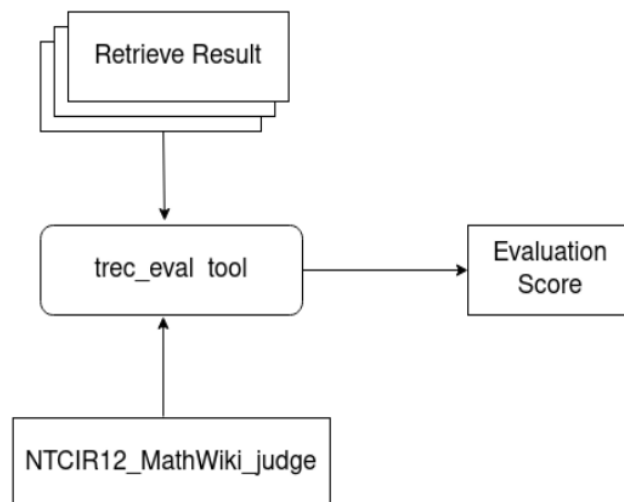 Retrieve Result
trec_eval tool
Evaluation
Score
NTCIR12_MathWiki_judge